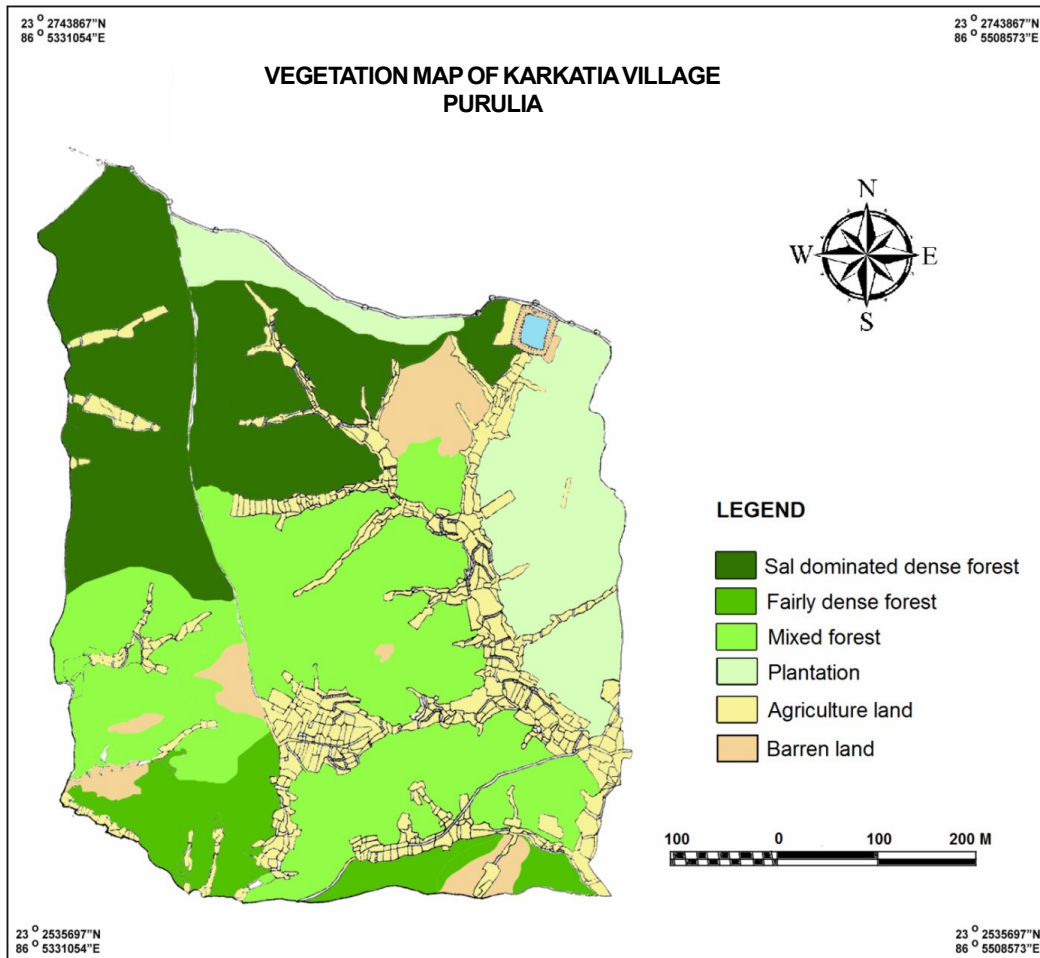 23 ° 2743867"N
86 ° 5331054"E
23 ° 2743867"N
86 ° 5508573"E
VEGETATION MAP OF KARKATIA VILLAGE
PURULIA
N
W E
S
LEGEND
Sal dominated dense forest
Fairly dense forest
Mixed forest
Plantation
Agriculture land
Barren land
100 0 100 200 M
23 ° 2535697"N
86 ° 5331054"E
23 ° 2535697"N
86 ° 5508573"E